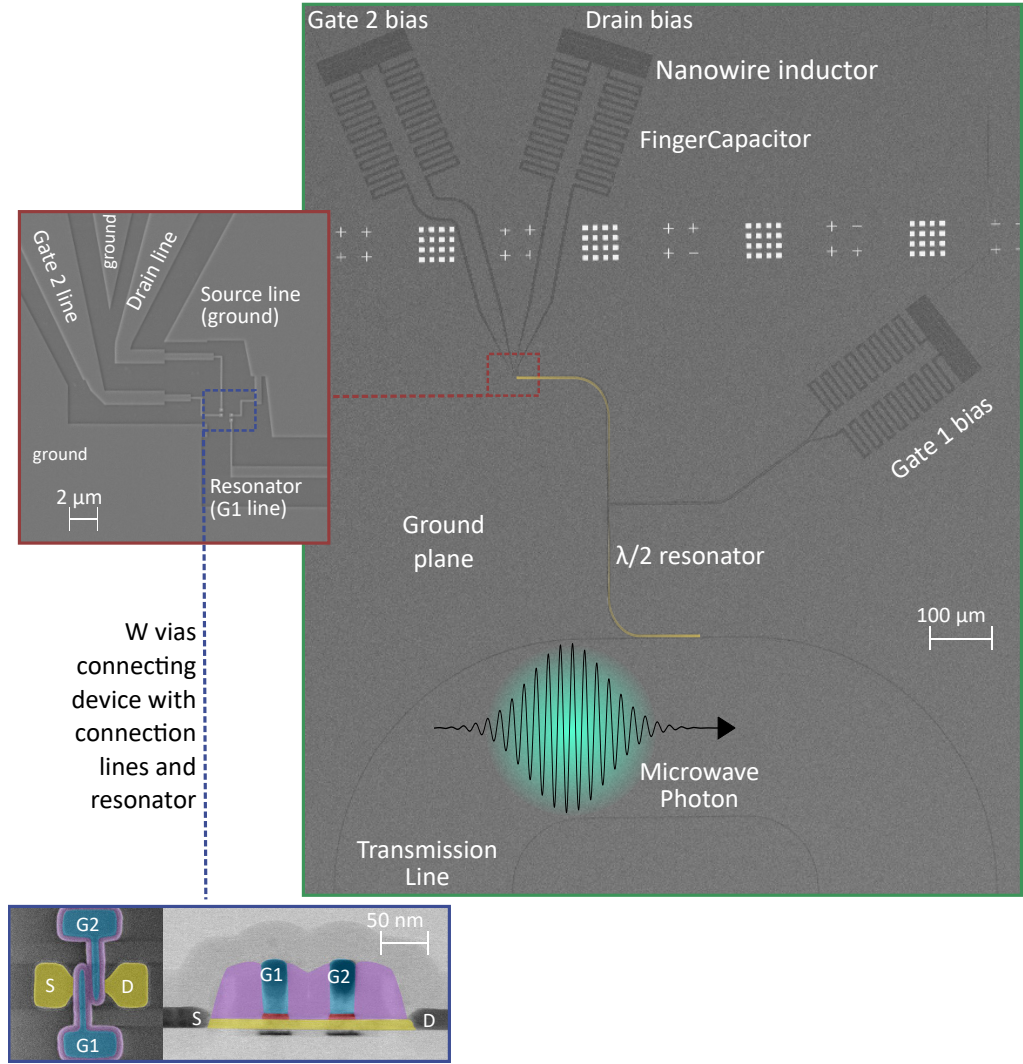 Gate 2 bias
Drain bias
Nanowire inductor
FingerCapacitor
Gate 2 line
ground
Drain line
Source line
(ground)
ground
2 µm
Resonator
(G1 line)
Gate 1 bias
Ground
plane
λ/2 resonator
100 µm
W vias
connecting
device with
connection
lines and
resonator
Microwave
Photon
Transmission
Line
G2
S
D
G1
50 nm
G1
G2
S
D